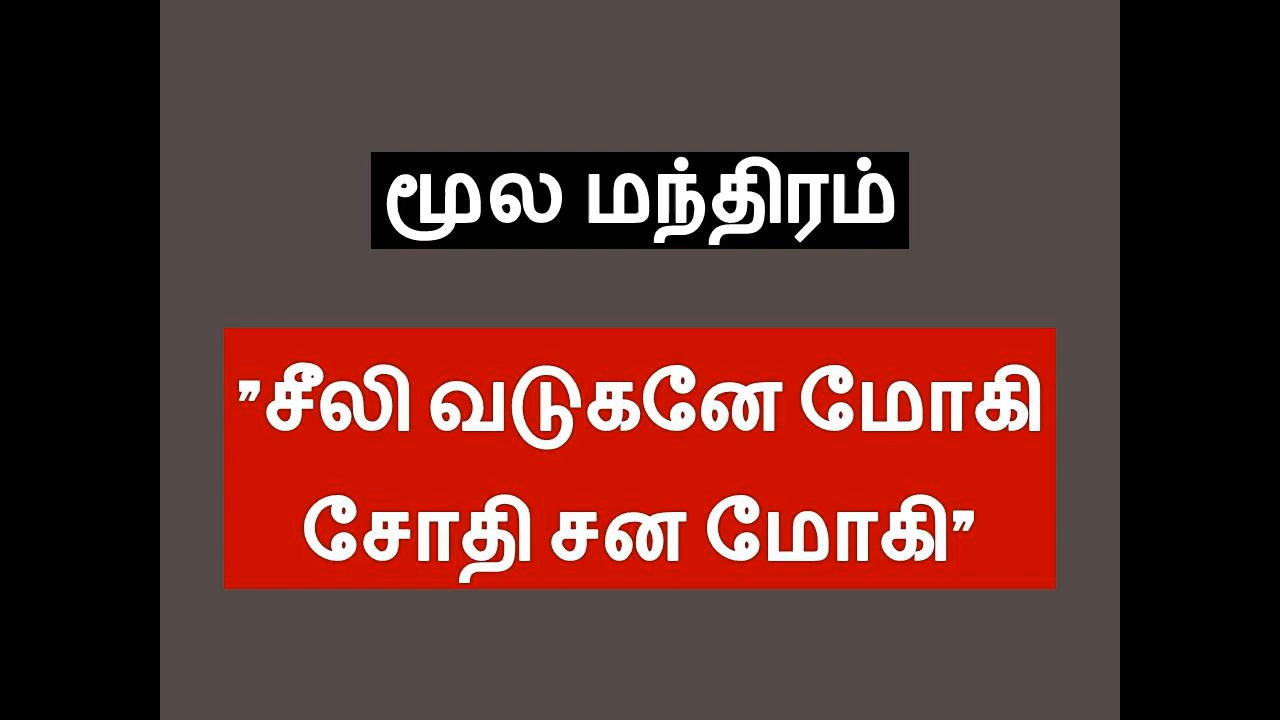 மூல மந்திரம்
"சீலி வடுகனே மோகி
சோதி சன மோகி"